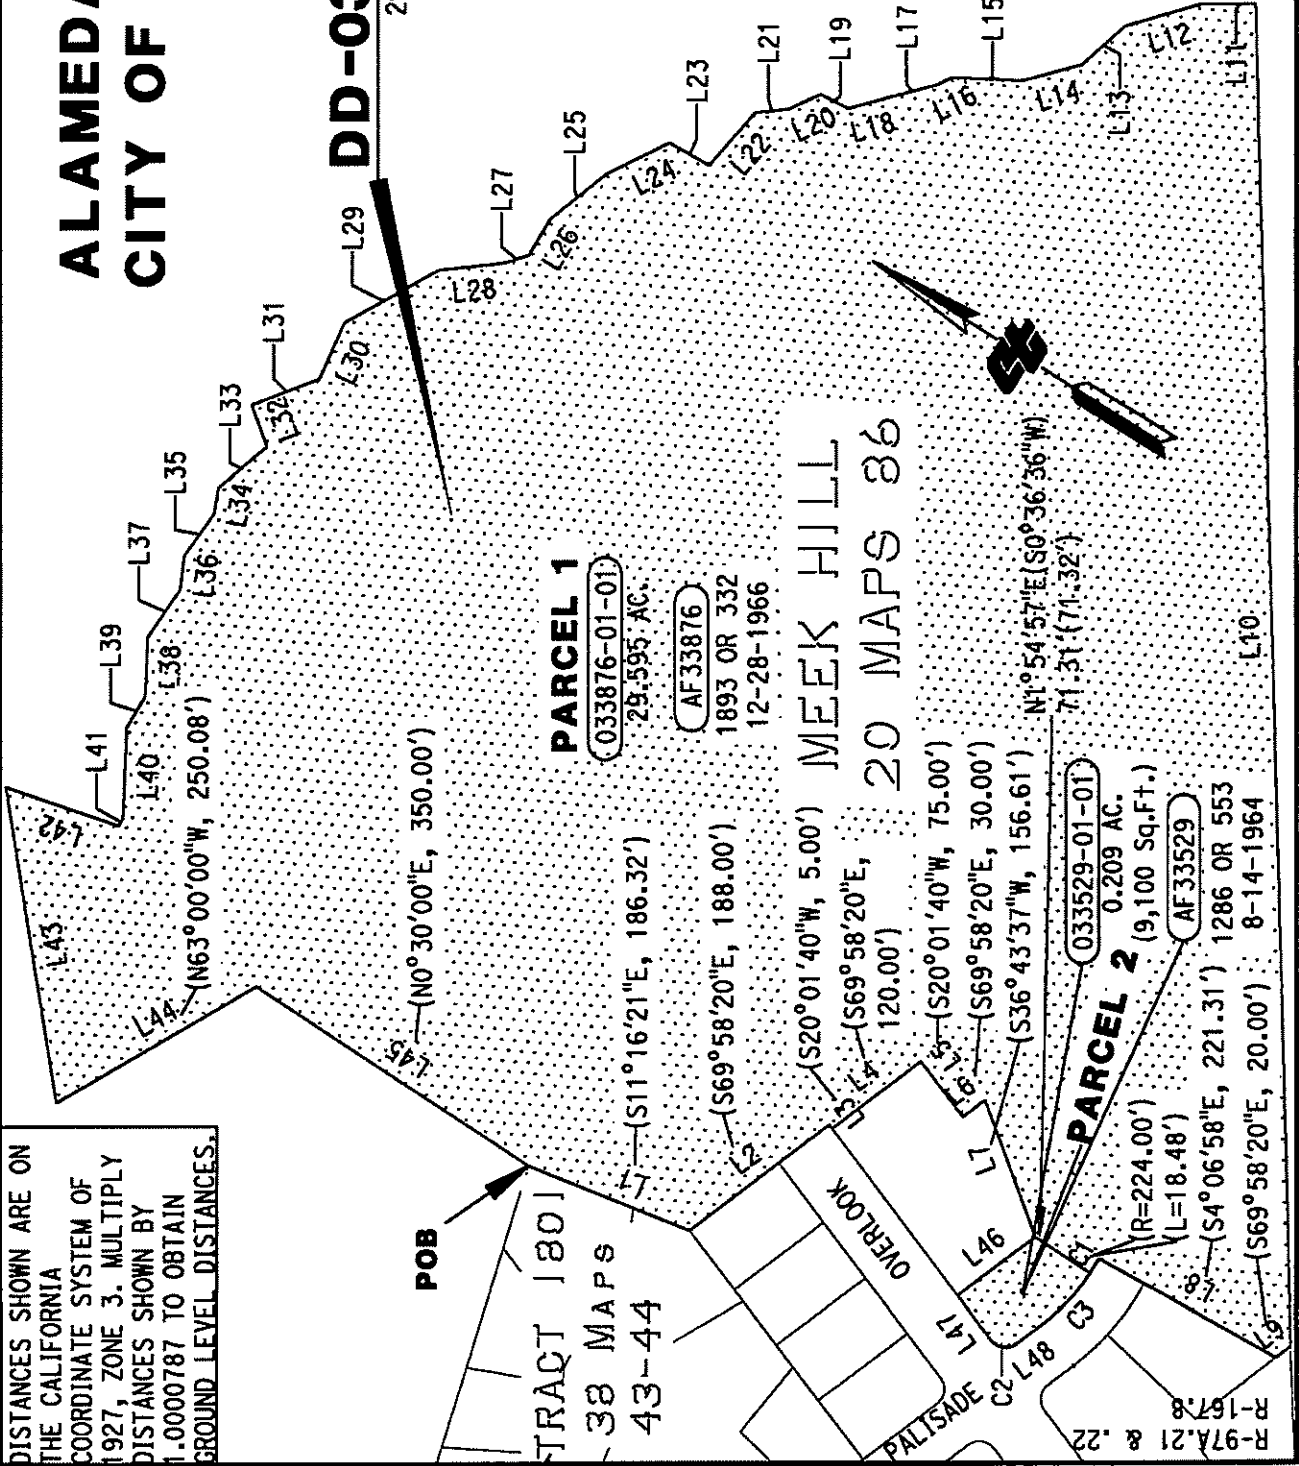 DISTANCES SHOWN ARE ON
THE CALIFORNIA
COORDINATE SYSTEM OF
1927, ZONE 3. MULTIPLY
DISTANCES SHOWN BY
1.0000787 TO OBTAIN
GROUND LEVEL DISTANCES.
ALAMEDA
CITY OF
DD-03
L43
L42
L41
L40
L39
L38
L37
L36
L35
L34
L33
L32
L31
L30
L29
L28
L27
L26
L25
L24
L23
L22
L21
L20
L19
L18
L17
L16
L15
L14
L13
L12
L11
L10
L44
(N63°00'00"W, 250.08')
L45
(N0°30'00"E, 350.00')
POB
L1
(S11°16'21"E, 186.32')
L2
(S69°58'20"E, 188.00')
L3
(S20°01'40"W, 5.00')
L4
(S69°58'20"E,
120.00')
L5
(S20°01'40"W, 75.00')
L6
(S69°58'20"E, 30.00')
L7
(S36°43'37"W, 156.61')
N1°54'57"E(S0°36'36"W)
71.31'(71.32')
PARCEL 1
033876-01-01
29.595 AC.
AF33876
1893 OR 332
12-28-1966
MEEK HILL
20 MAPS 86
TRACT 1801
38 MAPS
43-44
OVERLOOK
PALISADE
L46
L47
L48
C1
C2
C3
PARCEL 2
033529-01-01
0.209 AC.
(9,100 Sq.Ft.)
AF33529
1286 OR 553
8-14-1964
(R=224.00')
(L=18.48')
L8
(S4°06'58"E, 221.31')
L9
(S69°58'20"E, 20.00')
R-97A.21 & .22
R-167.8